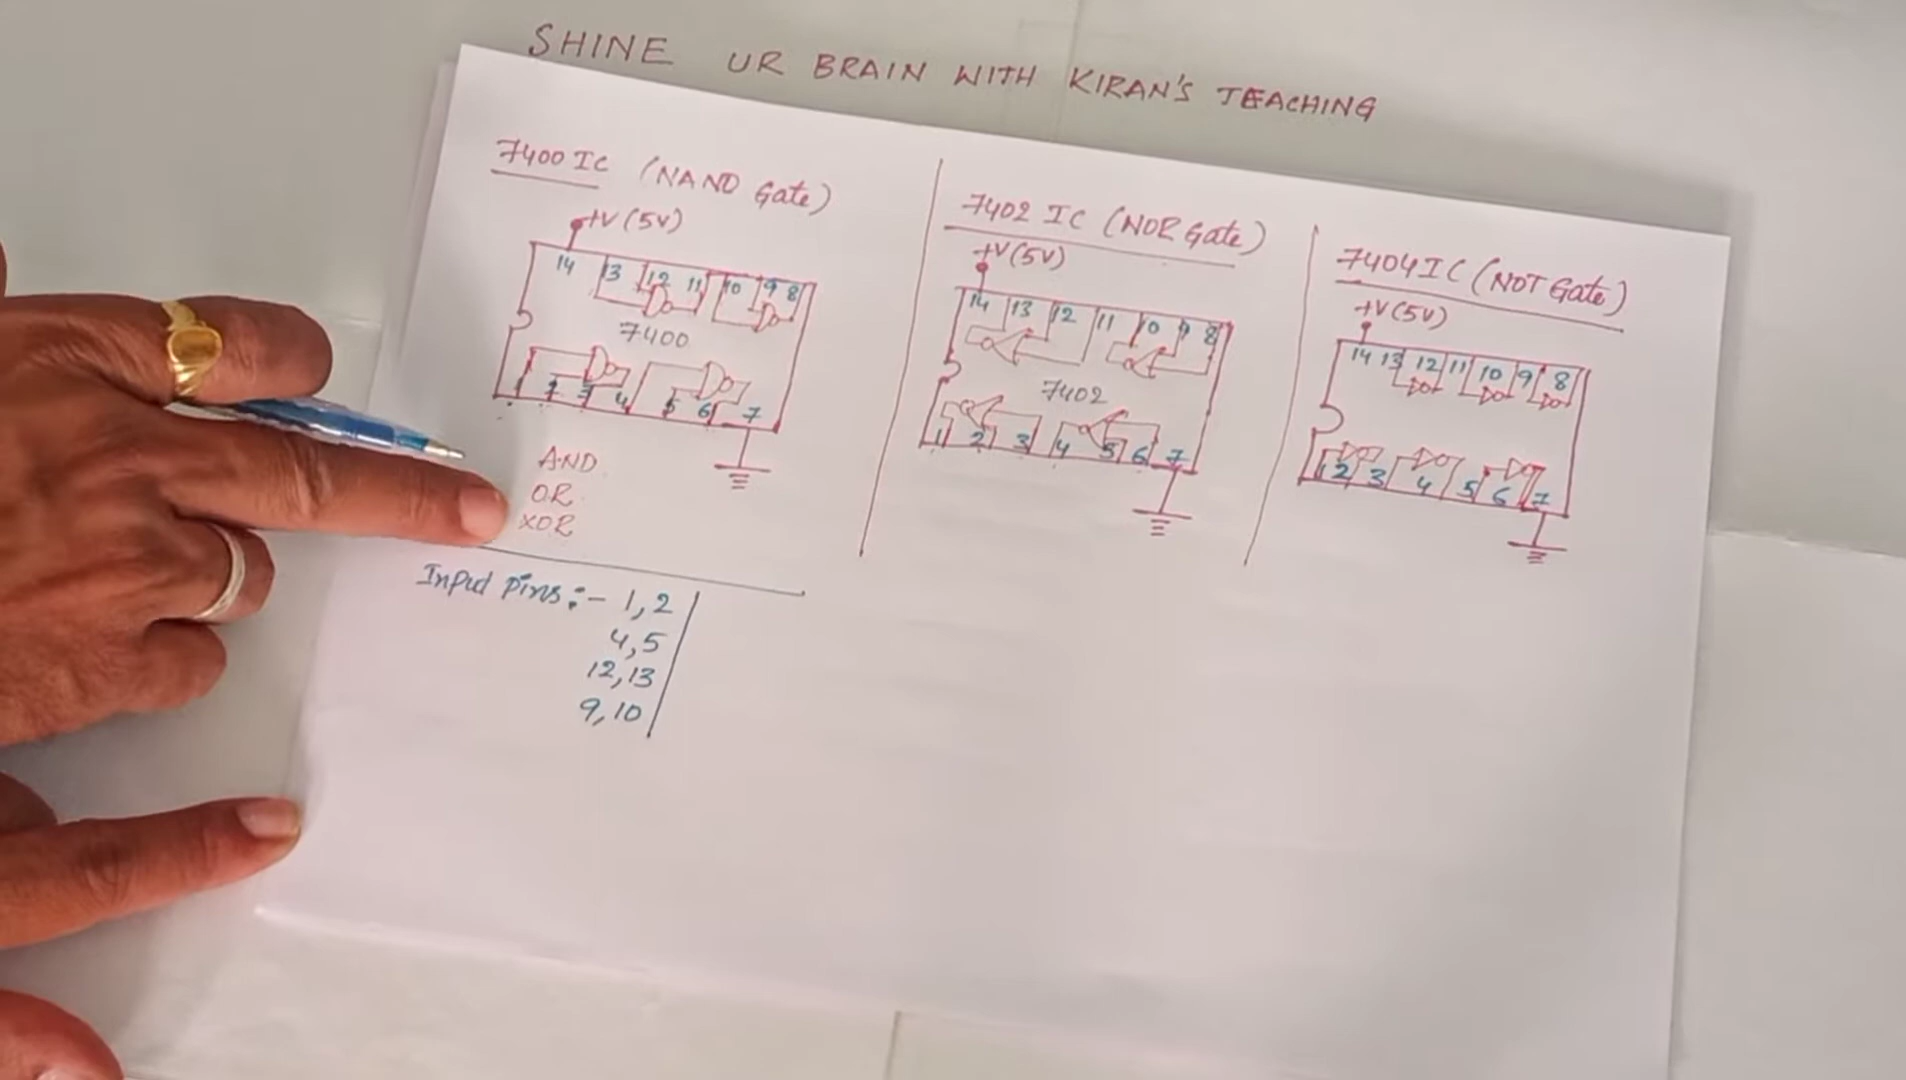 SHINE UR BRAIN WITH KIRAN'S TEACHING
7400 IC (NAND Gate)
+V (5V)
14 13 12 11 10 9 8
7400
1 2 3 4 5 6 7
AND
OR
XOR
Input Pins :- 1, 2
4, 5
12, 13
9, 10
7402 IC (NOR Gate)
+V (5V)
14 13 12 11 10 9 8
7402
1 2 3 4 5 6 7
7404 IC (NOT Gate)
+V (5V)
14 13 12 11 10 9 8
1 2 3 4 5 6 7